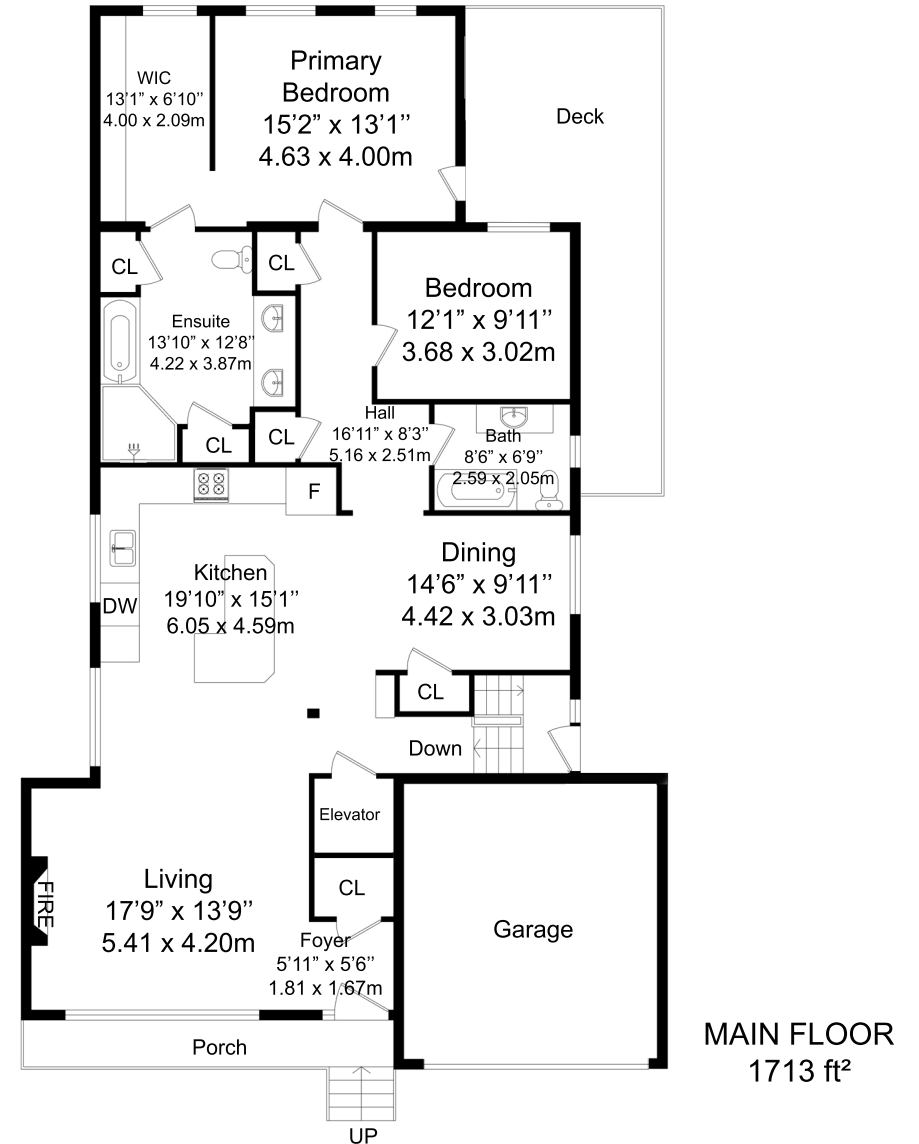 Primary
Bedroom
15’2” x 13’1’’
4.63 x 4.00m
WIC
13’1” x 6’10’’
4.00 x 2.09m
Deck
CL
CL
Bedroom
12’1” x 9’11’’
3.68 x 3.02m
Ensuite
13’10” x 12’8’’
4.22 x 3.87m
Hall
16’11” x 8’3’’
5.16 x 2.51m
Bath
8’6” x 6’9’’
2.59 x 2.05m
CL
CL
F
Kitchen
19’10” x 15’1’’
6.05 x 4.59m
DW
Dining
14’6” x 9’11’’
4.42 x 3.03m
CL
Down
Elevator
CL
Living
17’9” x 13’9’’
5.41 x 4.20m
FIRE
Foyer
5’11” x 5’6’’
1.81 x 1.67m
Garage
Porch
UP
MAIN FLOOR
1713 ft²